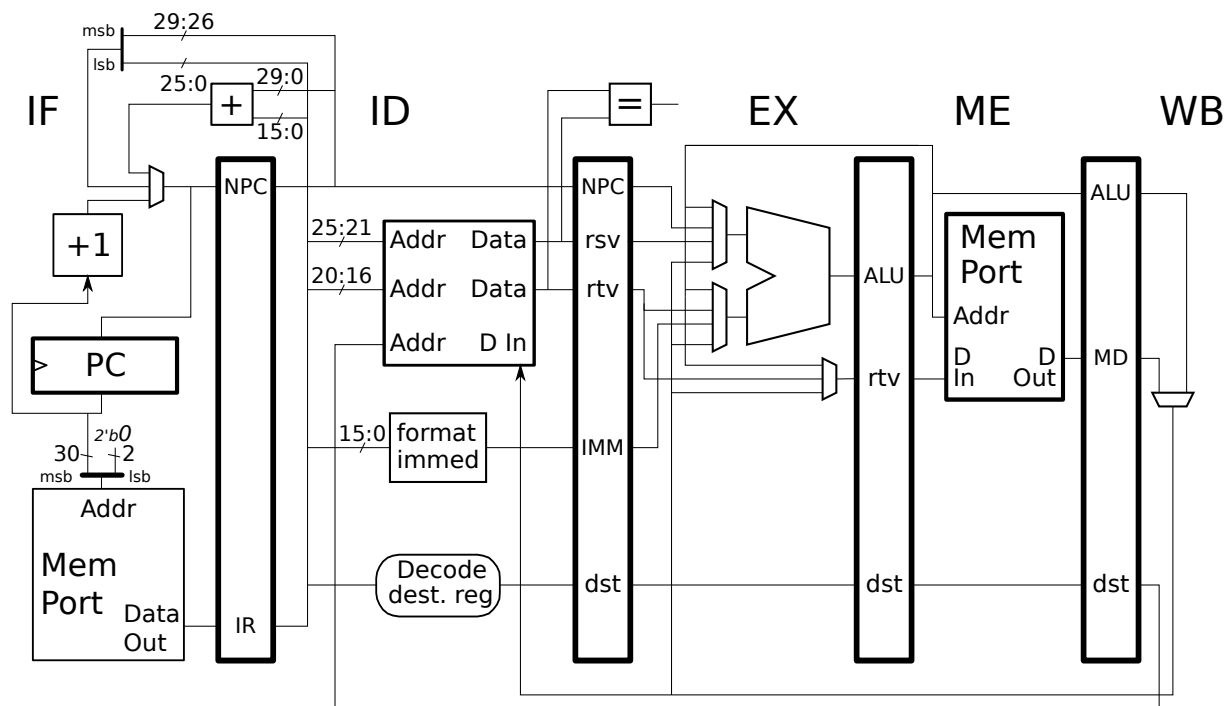 IF
ID
EX
ME
WB
msb
29:26
lsb
25:0
+
29:0
15:0
=
+1
PC
2'b0
30
2
msb
lsb
Addr
Mem
Port
Data
Out
NPC
IR
25:21
20:16
Addr
Data
Addr
Data
Addr
D In
15:0
format
immed
Decode
dest. reg
NPC
rsv
rtv
IMM
dst
ALU
rtv
dst
Mem
Port
Addr
D
In
D
Out
ALU
MD
dst